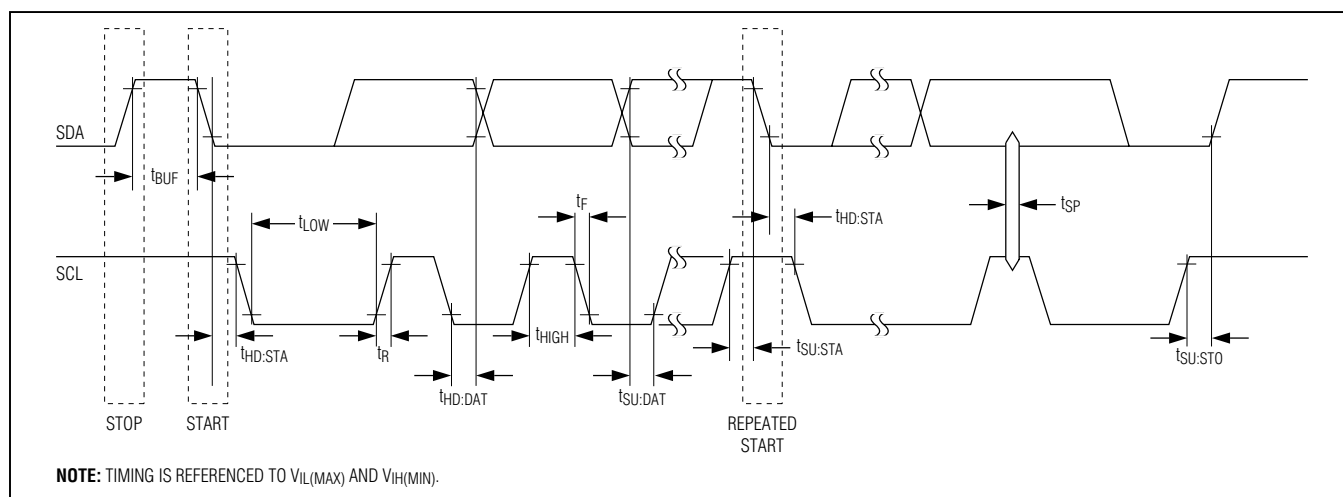 SDA
tBUF
tLOW
tF
tHD:STA
tSP
SCL
tHD:STA
tR
tHD:DAT
tHIGH
tSU:DAT
tSU:STA
tSU:STO
STOP
START
REPEATED
START
NOTE: TIMING IS REFERENCED TO VIL(MAX) AND VIH(MIN).